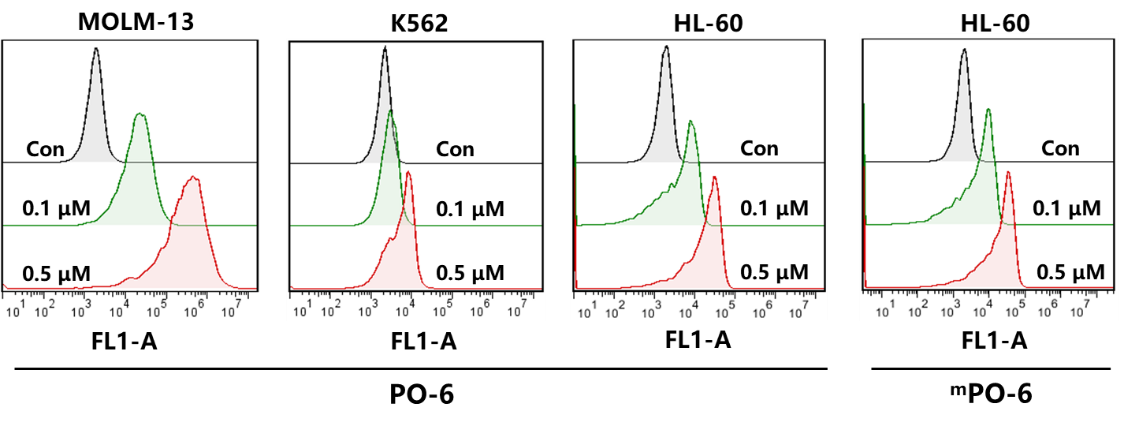 MOLM-13 K562 HL-60 HL-60
Con Con Con Con
0.1 μM 0.1 μM 0.1 μM 0.1 μM
0.5 μM 0.5 μM 0.5 μM 0.5 μM
10¹ 10² 10³ 10⁴ 10⁵ 10⁶ 10⁷ 10¹ 10² 10³ 10⁴ 10⁵ 10⁶ 10⁷ 10¹ 10² 10³ 10⁴ 10⁵ 10⁶ 10⁷ 10¹ 10² 10³ 10⁴ 10⁵ 10⁶ 10⁷
FL1-A FL1-A FL1-A FL1-A
PO-6 ᵐPO-6